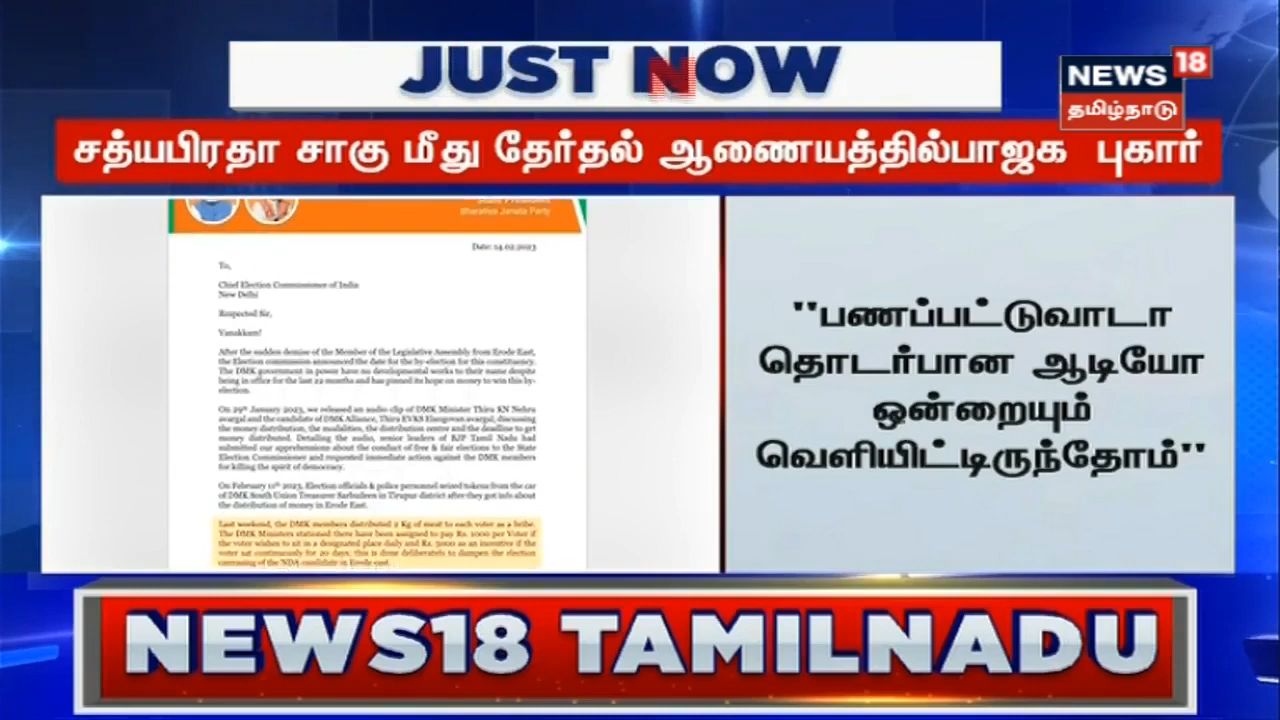 JUST NOW
NEWS 18
தமிழ்நாடு
சத்யபிரதா சாகு மீது தேர்தல் ஆணையத்தில்பாஜக புகார்
State President
Bharatiya Janata Party
Date: 14.02.2023
To,
Chief Election Commissioner of India
New Delhi
Respected Sir,
Vanakkam!
After the sudden demise of the Member of the Legislative Assembly from Erode East,
the Election commission announced the date for the by-election for this constituency.
The DMK government in power have no developmental works to their name despite
being in office for the last 22 months and has pinned its hope on money to win this by-
election.
On 29th January 2023, we released an audio clip of DMK Minister Thiru KN Nehru
avargal and the candidate of DMK Alliance, Thiru EVKS Elangovan avargal, discussing
the money distribution, the modalities, the distribution centre and the deadline to get
money distributed. Detailing the audio, senior leaders of BJP Tamil Nadu had
submitted our apprehensions about the conduct of free & fair elections to the State
Election Commissioner and requested immediate action against the DMK members
for killing the spirit of democracy.
On February 11th 2023, Election officials & police personnel seized tokens from the car
of DMK South Union Treasurer in Tirupur district after they got info about
the distribution of money in Erode East.
Last weekend, the DMK members distributed 2 Kg of meat to each voter as a bribe.
The DMK Ministers stationed there have been assigned to pay Rs. 1000 per Voter if
the voter wishes to sit in a designated place daily and Rs. 5000 as an incentive if the
voter sat continuously for 20 days; this is done deliberately to dampen the election
canvassing of the NDA candidate in Erode east.
"பணப்பட்டுவாடா
தொடர்பான ஆடியோ
ஒன்றையும்
வெளியிட்டிருந்தோம்"
NEWS18 TAMILNADU